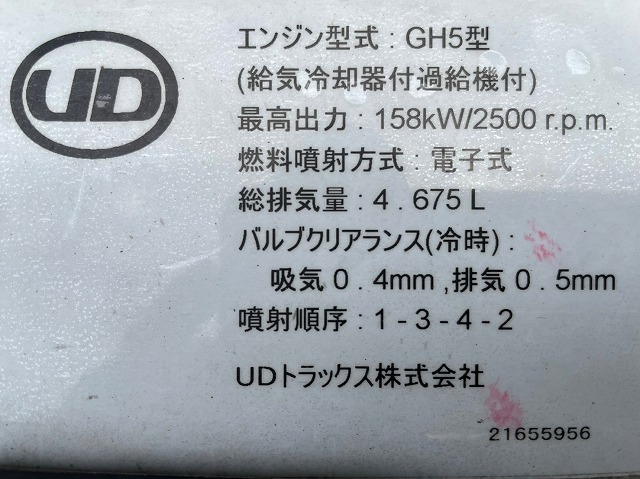 UD
エンジン型式 : GH5型
(給気冷却器付過給機付)
最高出力 : 158kW/2500 r.p.m.
燃料噴射方式 : 電子式
総排気量 : 4 . 675 L
バルブクリアランス(冷時) :
吸気 0 . 4mm ,排気 0 . 5mm
噴射順序 : 1 - 3 - 4 - 2
UDトラックス株式会社
21655956